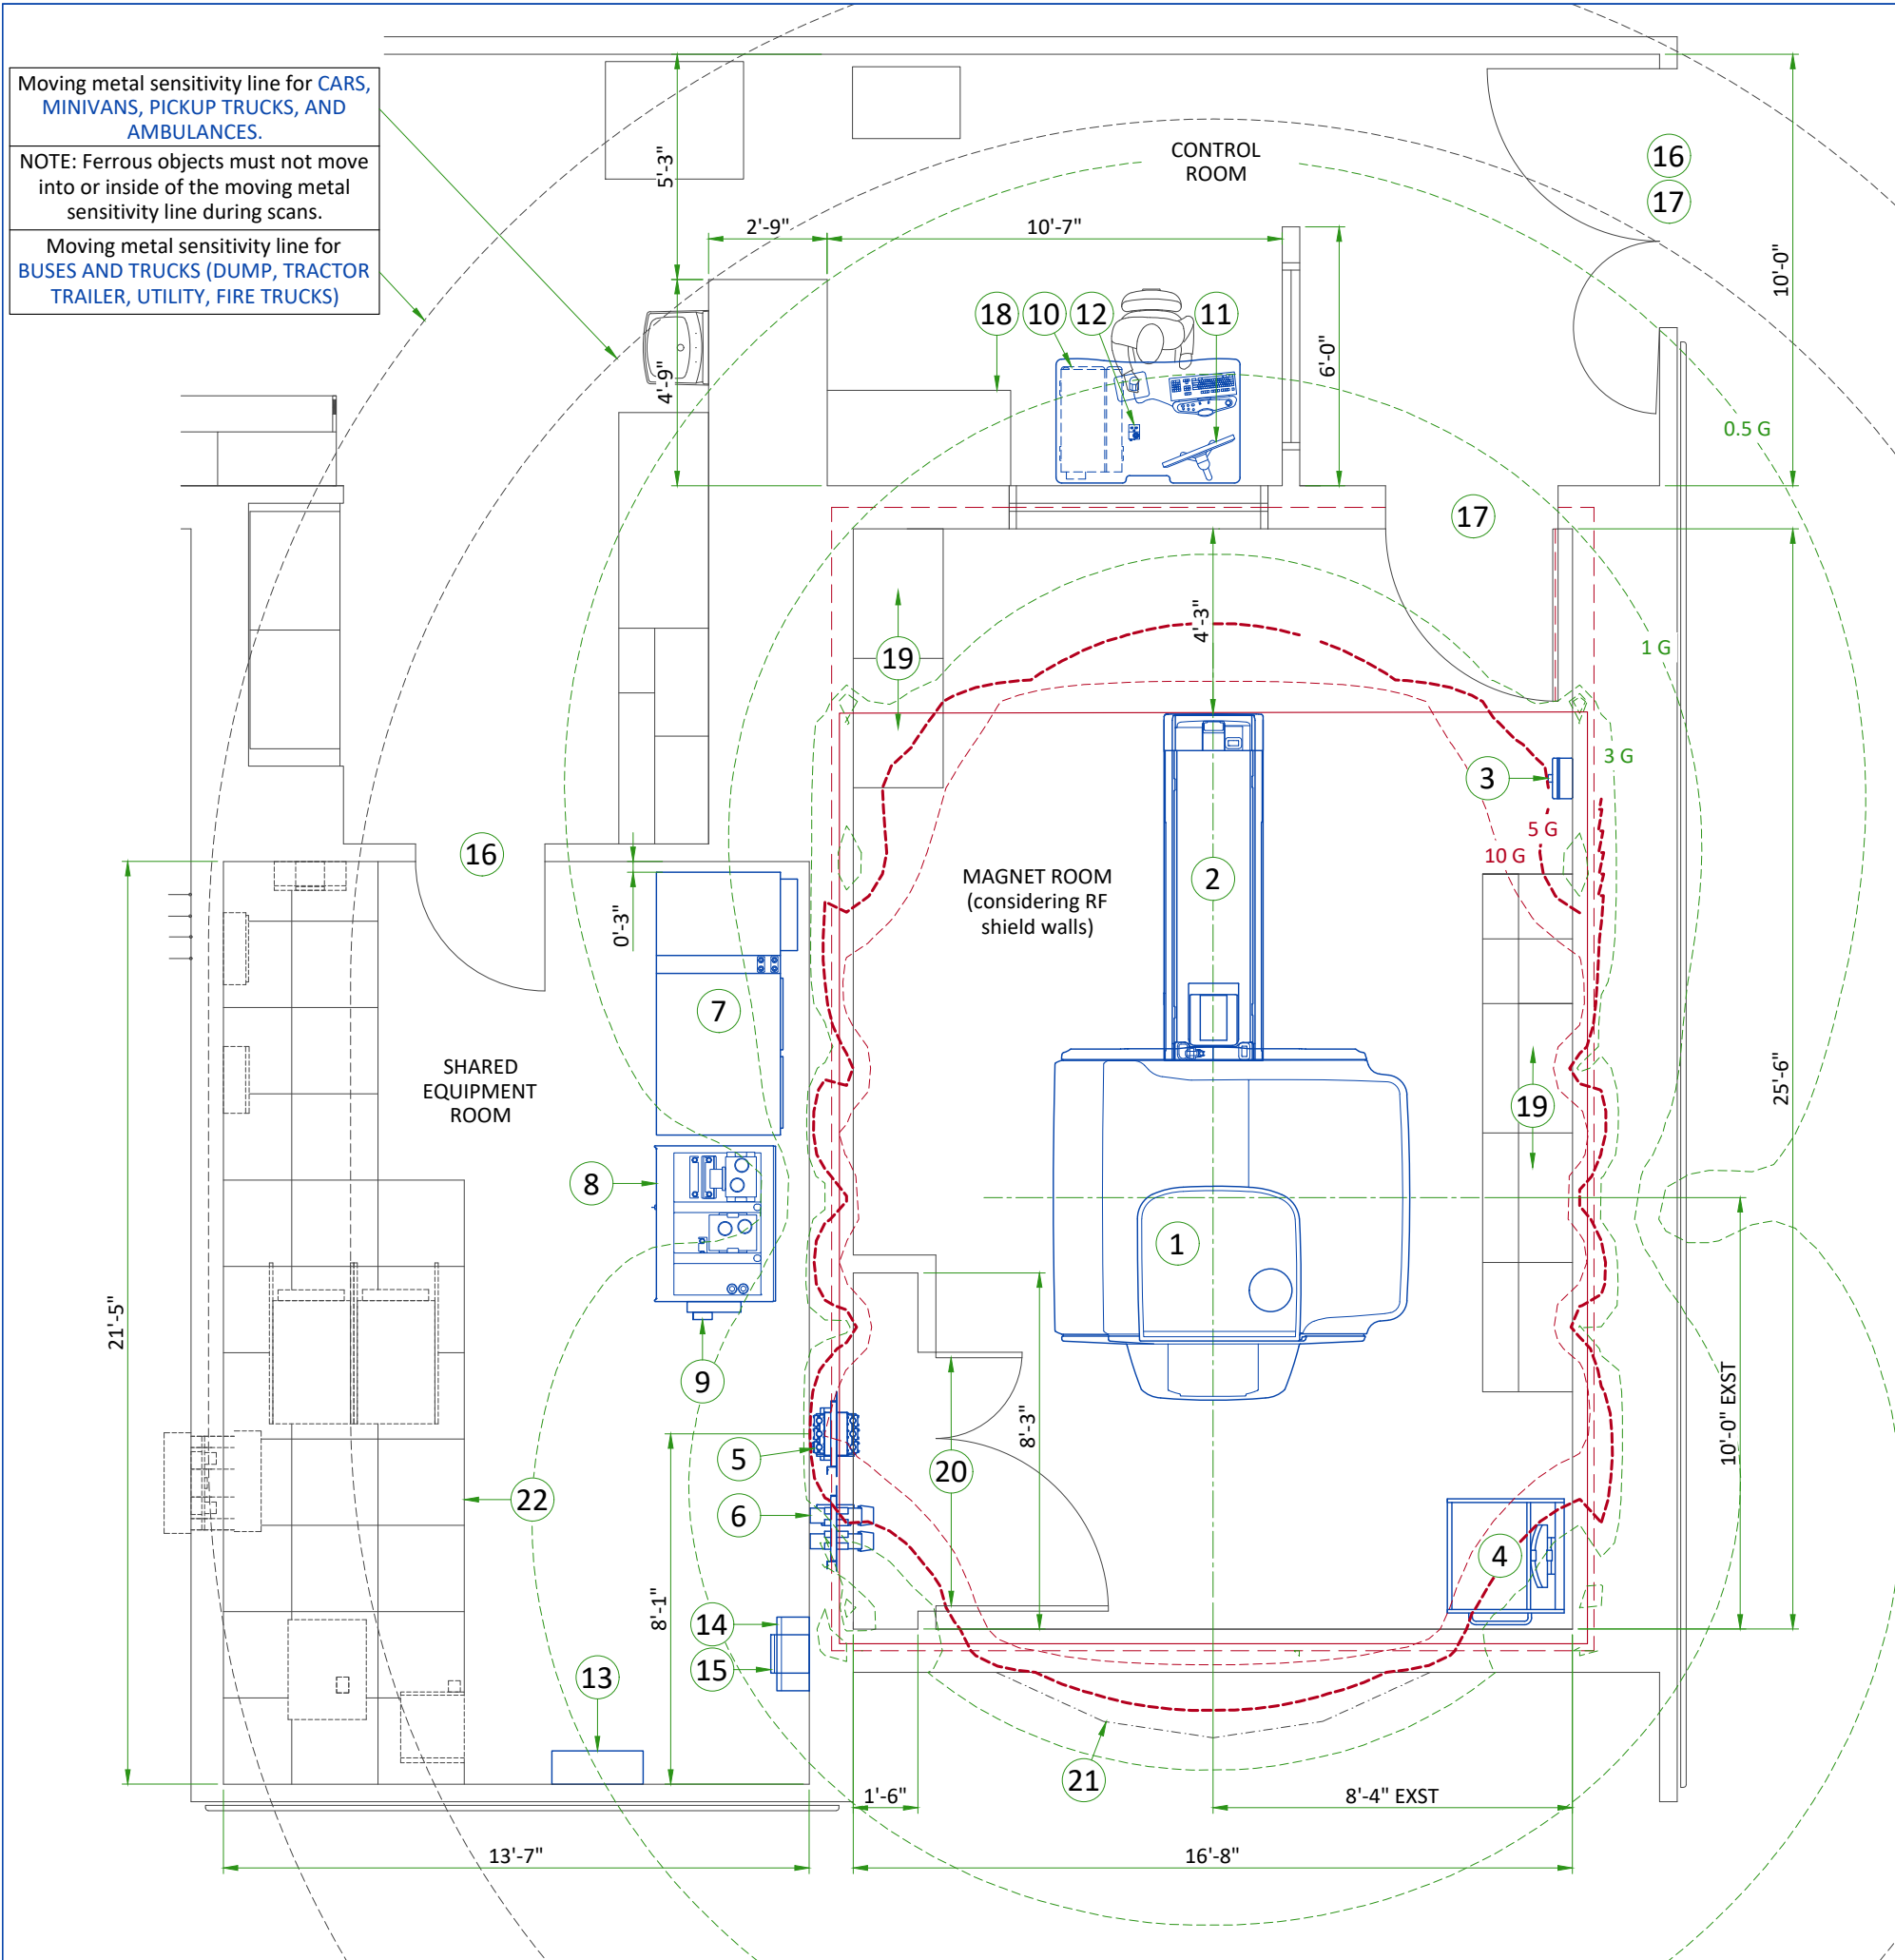 Moving metal sensitivity line for CARS,
MINIVANS, PICKUP TRUCKS, AND
AMBULANCES.
NOTE: Ferrous objects must not move
into or inside of the moving metal
sensitivity line during scans.
Moving metal sensitivity line for
BUSES AND TRUCKS (DUMP, TRACTOR
TRAILER, UTILITY, FIRE TRUCKS)
CONTROL
ROOM
16
17
5'-3"
2'-9"
10'-7"
10'-0"
18
10
12
11
6'-0"
4'-9"
0.5 G
17
4'-3"
19
1 G
3 G
3
5 G
10 G
16
2
MAGNET ROOM
(considering RF
shield walls)
0'-3"
7
SHARED
EQUIPMENT
ROOM
25'-6"
19
8
1
21'-5"
9
8'-3"
10'-0" EXST
5
20
22
6
4
8'-1"
14
15
13
21
1'-6"
8'-4" EXST
13'-7"
16'-8"